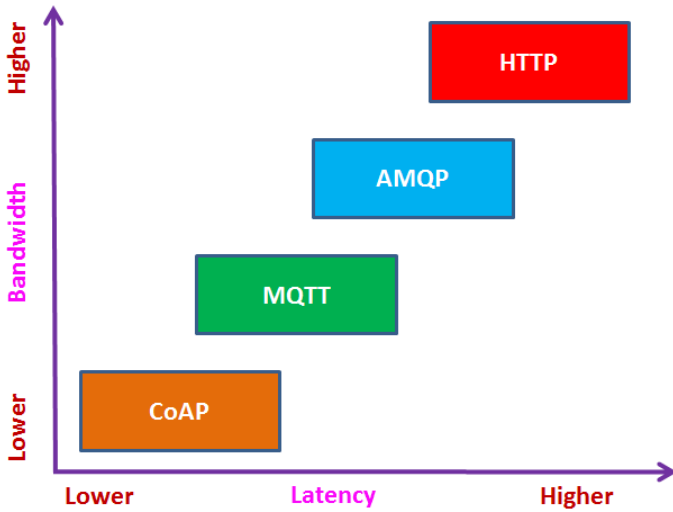 Higher
HTTP
AMQP
Bandwidth
MQTT
CoAP
Lower
Lower
Latency
Higher